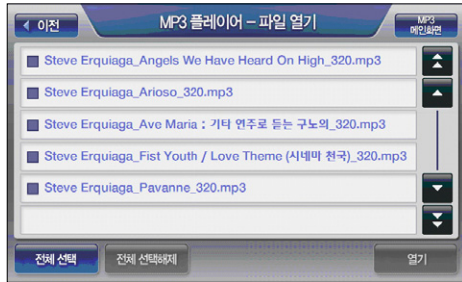 이전
MP3 플레이어 – 파일 열기
MP3
메인화면
Steve Erquiaga_Angels We Have Heard On High_320.mp3
Steve Erquiaga_Arioso_320.mp3
Steve Erquiaga_Ave Maria : 기타 연주로 듣는 구노의_320.mp3
Steve Erquiaga_Fist Youth / Love Theme (시네마 천국)_320.mp3
Steve Erquiaga_Pavanne_320.mp3
전체 선택
전체 선택해제
열기